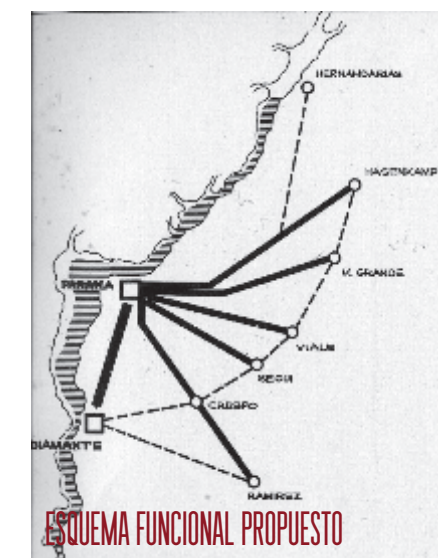 HERNANDARIAS
HASENKAMP
M. GRANDE
PARANA
VIALE
SEGUI
CRESPO
DIAMANTE
RAMIREZ
ESQUEMA FUNCIONAL PROPUESTO